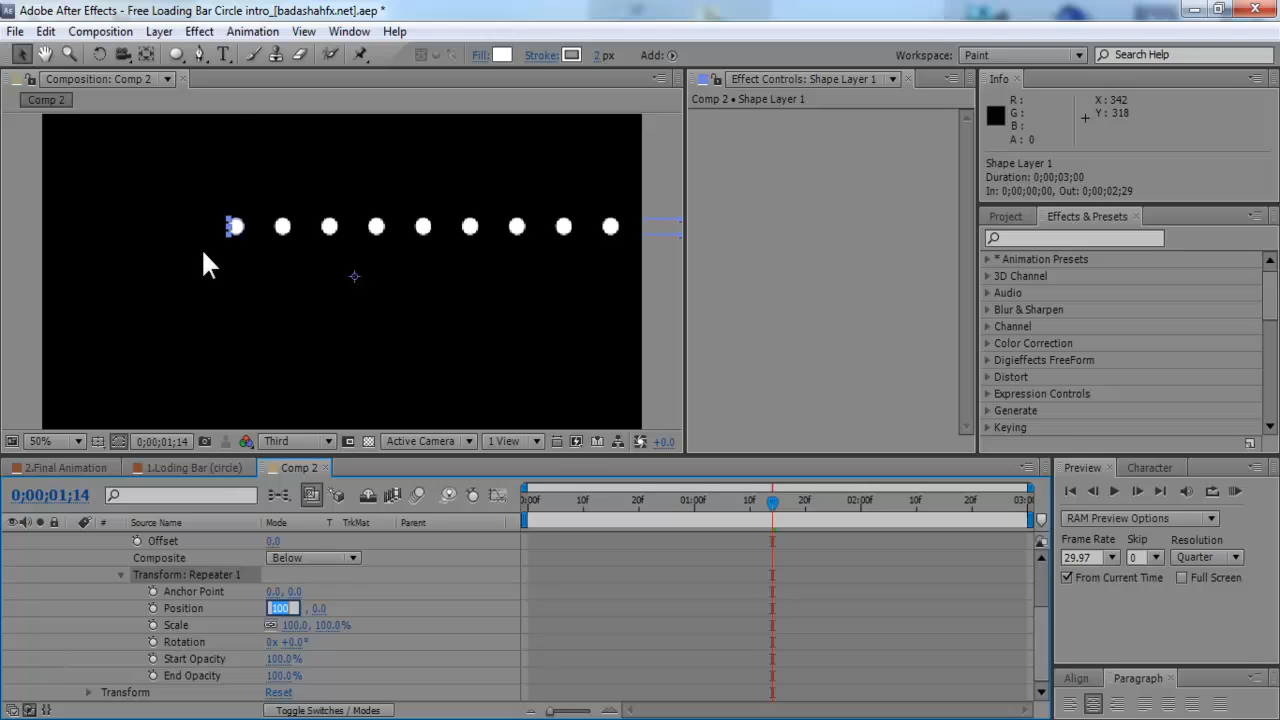 Adobe After Effects - Free Loading Bar Circle intro_[badashahfx.net].aep *
File Edit Composition Layer Effect Animation View Window Help
Fill: Stroke: 2 px Add: Workspace: Paint Search Help
Composition: Comp 2 Effect Controls: Shape Layer 1 Info
Comp 2 Comp 2 • Shape Layer 1
R: X: 342
G: Y: 318
B:
A: 0
Shape Layer 1
Duration: 0;00;03;00
In: 0;00;00;00, Out: 0;00;02;29
Project Effects & Presets
* Animation Presets
3D Channel
Audio
Blur & Sharpen
Channel
Color Correction
Digieffects FreeForm
Distort
Expression Controls
Generate
Keying
50% 0;00;01;14 Third Active Camera 1 View +0.0
2.Final Animation 1.Loding Bar (circle) Comp 2 Preview Character
0;00;01;14 0:00f 10f 20f 01:00f 10f 20f 02:00f 10f 20f 03:0
# Source Name Mode T TrkMat Parent
RAM Preview Options
Frame Rate Skip Resolution
29.97 0 Quarter
From Current Time Full Screen
Offset 0.0
Composite Below
Transform: Repeater 1
Anchor Point 0.0, 0.0
Position 100 , 0.0
Scale 100.0, 100.0%
Rotation 0x +0.0°
Start Opacity 100.0%
End Opacity 100.0%
Transform Reset
Toggle Switches / Modes
Align Paragraph